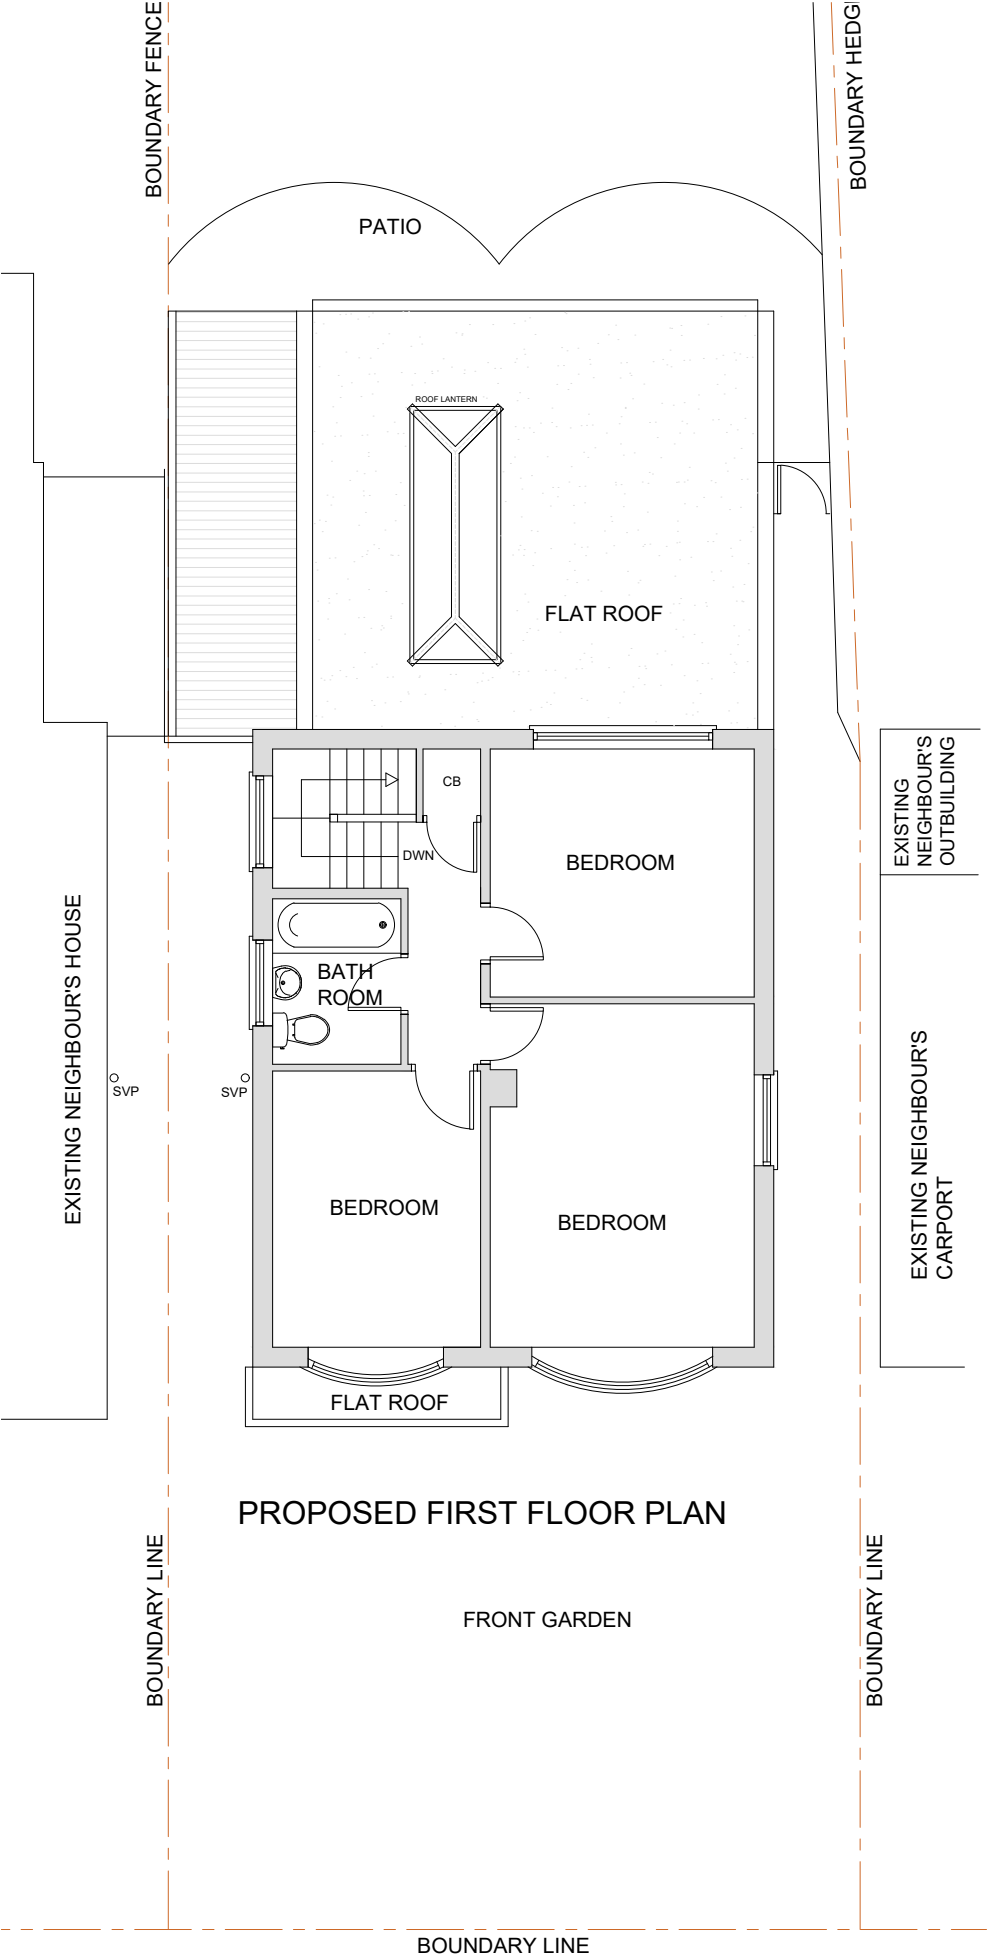 BOUNDARY FENCE
BOUNDARY HEDG
PATIO
ROOF LANTERN
FLAT ROOF
CB
DWN
BEDROOM
EXISTING
NEIGHBOUR'S
OUTBUILDING
BATH
ROOM
EXISTING NEIGHBOUR'S HOUSE
SVP
SVP
BEDROOM
BEDROOM
EXISTING NEIGHBOUR'S
CARPORT
FLAT ROOF
PROPOSED FIRST FLOOR PLAN
BOUNDARY LINE
FRONT GARDEN
BOUNDARY LINE
BOUNDARY LINE